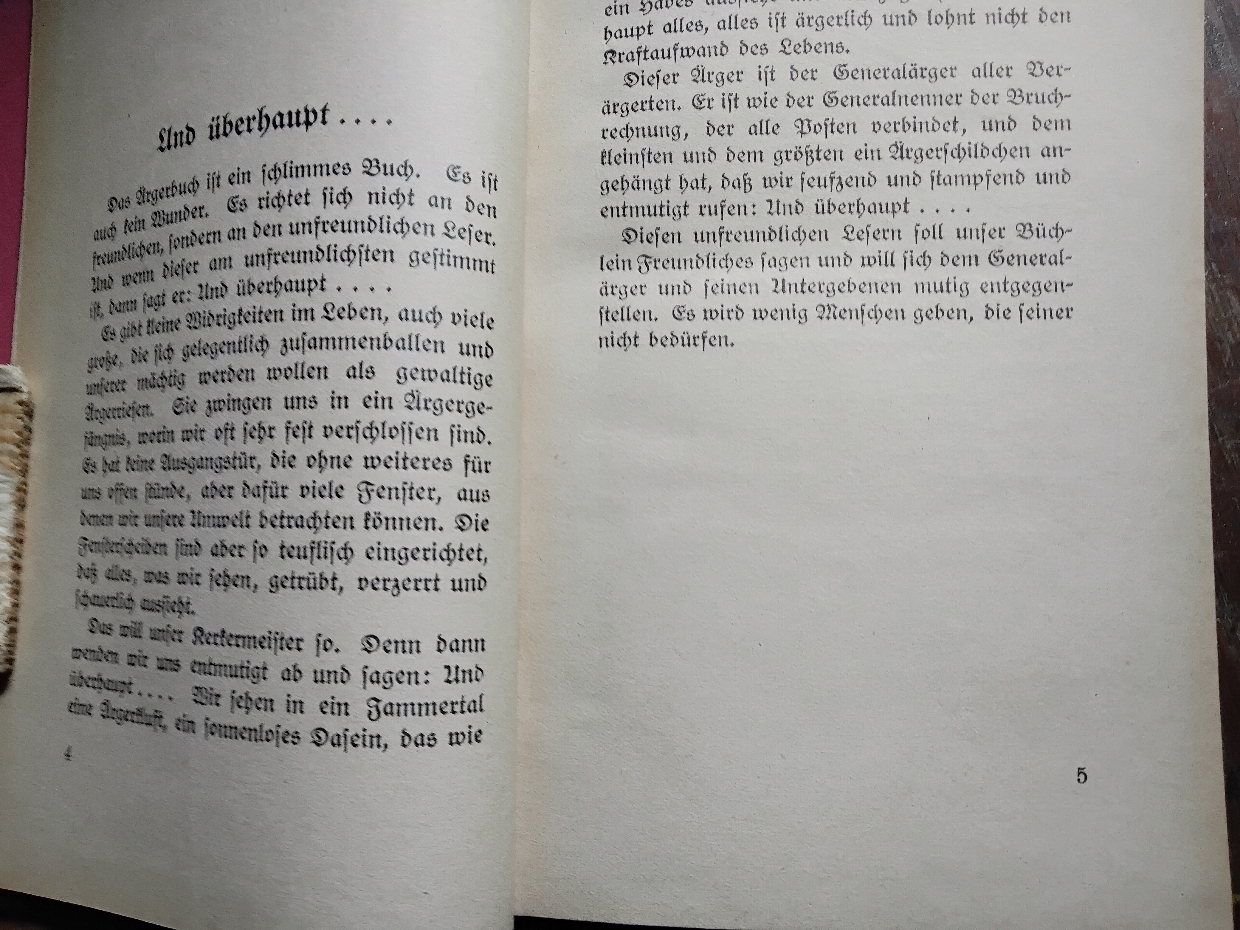 Und überhaupt . . . .
Das Ärgerbuch ist ein schlimmes Buch. Es ist
auch kein Wunder. Es richtet sich nicht an den
freundlichen, sondern an den unfreundlichen Leser.
Und wenn dieser am unfreundlichsten gestimmt
ist, dann sagt er: Und überhaupt . . . .
Es gibt kleine Widrigkeiten im Leben, auch viele
große, die sich gelegentlich zusammenballen und
unserer mächtig werden wollen als gewaltige
Ärgerriesen. Sie zwingen uns in ein Ärgerge-
fängnis, worin wir oft sehr fest verschlossen sind.
Es hat keine Ausgangstür, die ohne weiteres für
uns offen stünde, aber dafür viele Fenster, aus
denen wir unsere Umwelt betrachten können. Die
Fensterscheiben sind aber so teuflisch eingerichtet,
daß alles, was wir sehen, getrübt, verzerrt und
schauerlich aussieht.
Das will unser Kerkermeister so. Denn dann
wenden wir uns entmutigt ab und sagen: Und
überhaupt . . . . Wir sehen in ein Jammertal
eine Ärgerkluft, ein sonnenloses Dasein, das wie
4
ein
haupt alles, alles ist ärgerlich und lohnt nicht den
Kraftaufwand des Lebens.
Dieser Ärger ist der Generalärger aller Ver-
ärgerten. Er ist wie der Generalnenner der Bruch-
rechnung, der alle Posten verbindet, und dem
kleinsten und dem größten ein Ärgerschildchen an-
gehängt hat, daß wir seufzend und stampfend und
entmutigt rufen: Und überhaupt . . . .
Diesen unfreundlichen Lesern soll unser Büch-
lein Freundliches sagen und will sich dem General-
ärger und seinen Untergebenen mutig entgegen-
stellen. Es wird wenig Menschen geben, die seiner
nicht bedürfen.
5